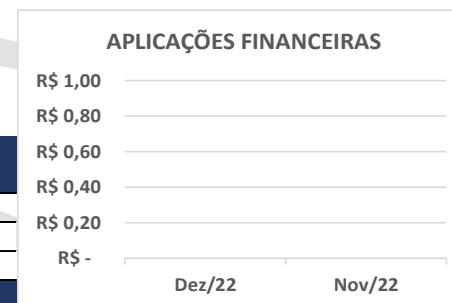 APLICAÇÕES FINANCEIRAS
R$ 1,00
R$ 0,80
R$ 0,60
R$ 0,40
R$ 0,20
R$ -
Dez/22 Nov/22